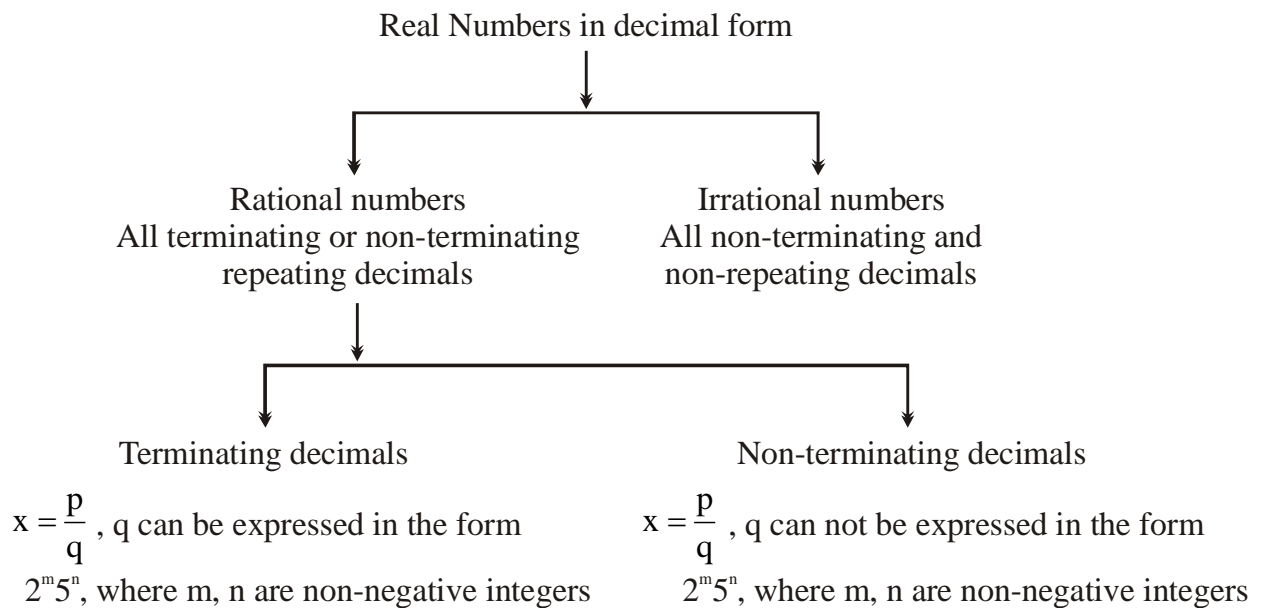 Real Numbers in decimal form
Rational numbers
All terminating or non-terminating
repeating decimals
Irrational numbers
All non-terminating and
non-repeating decimals
Terminating decimals
x = p/q , q can be expressed in the form
2^m5^n, where m, n are non-negative integers
Non-terminating decimals
x = p/q , q can not be expressed in the form
2^m5^n, where m, n are non-negative integers